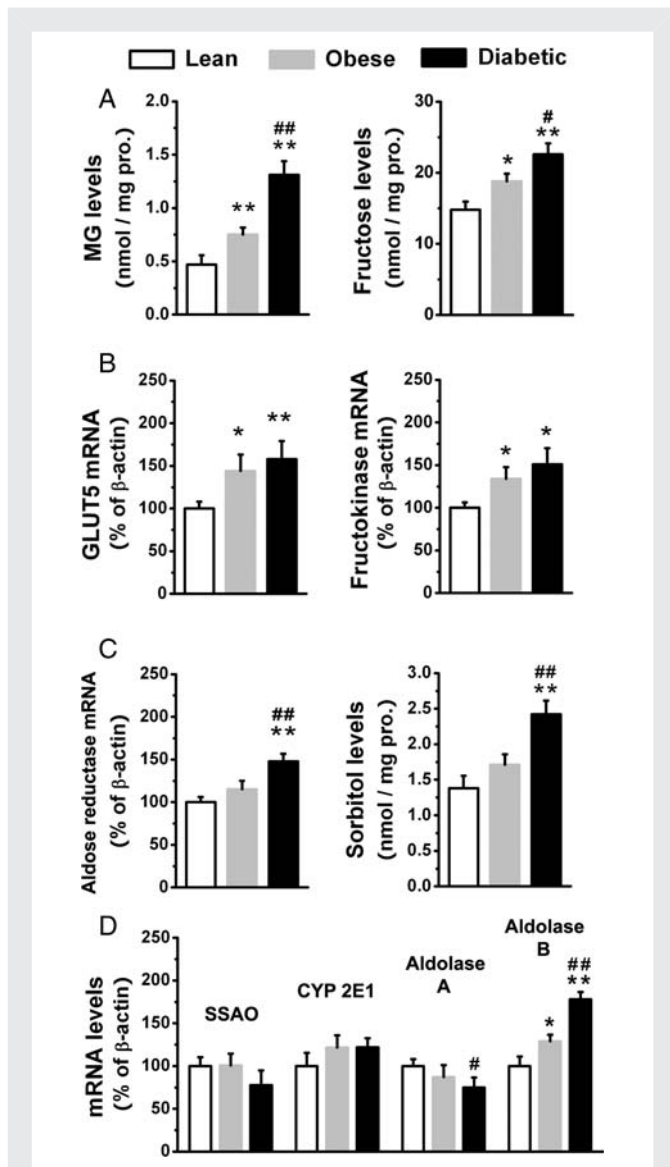 Lean Obese Diabetic
A
MG levels
(nmol / mg pro.)
2.0
1.5
1.0
0.5
0.0
**
##
**
Fructose levels
(nmol / mg pro.)
30
20
15
0
*
#
**
B
GLUT5 mRNA
(% of β-actin)
250
200
150
100
50
0
*
**
Fructokinase mRNA
(% of β-actin)
250
200
150
100
50
0
*
*
C
Aldose reductase mRNA
(% of β-actin)
250
200
150
100
50
0
##
**
Sorbitol levels
(nmol / mg pro.)
3.0
2.5
2.0
1.5
1.0
0.5
0.0
##
**
D
mRNA levels
(% of β-actin)
250
200
150
100
50
0
SSAO
CYP 2E1
Aldolase
A
#
Aldolase
B
*
##
**